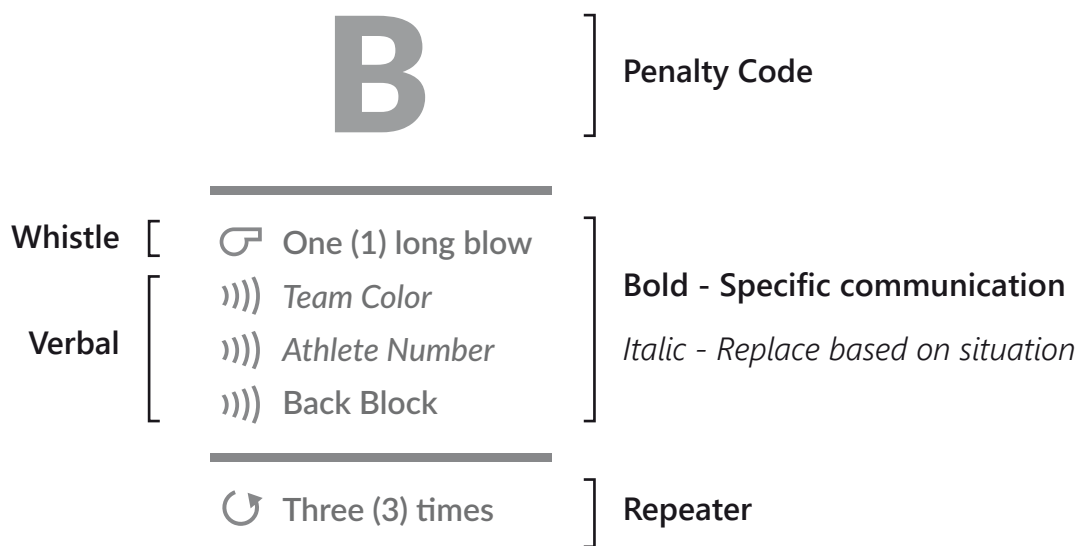 B
Penalty Code
Whistle
One (1) long blow
Team Color
Verbal
Athlete Number
Back Block
Bold - Specific communication
Italic - Replace based on situation
Three (3) times
Repeater